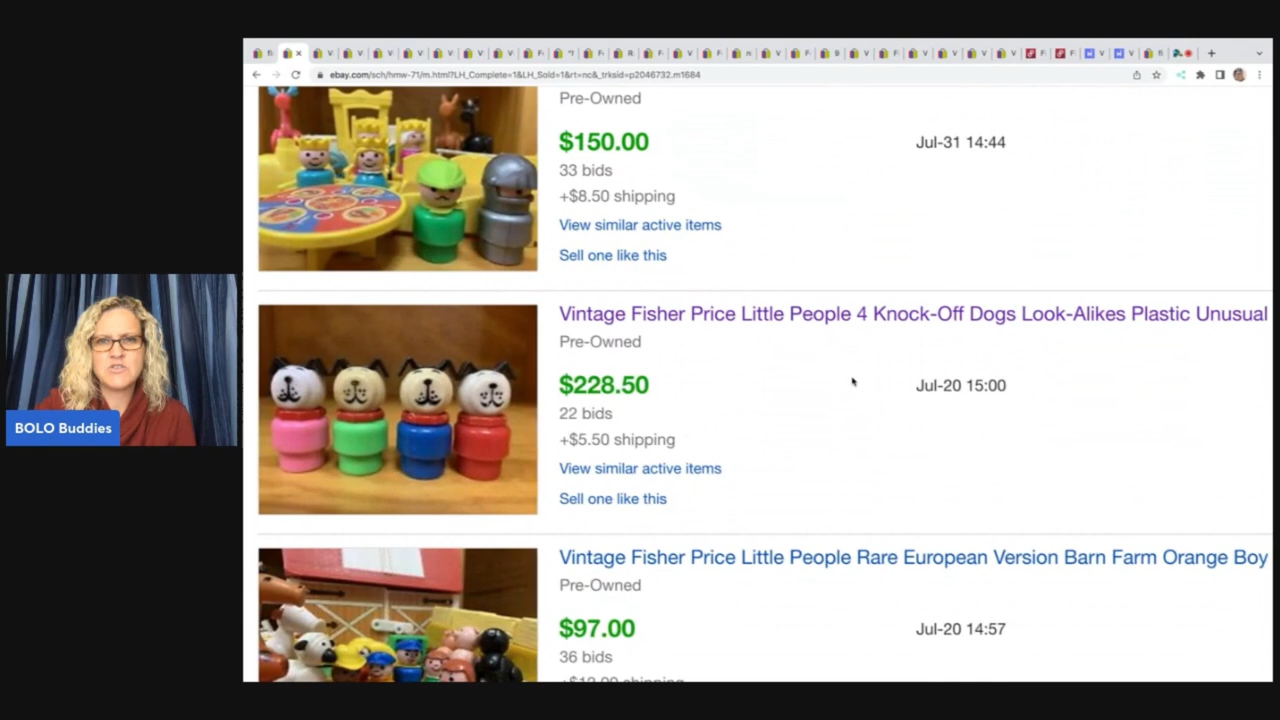 ebay.com/sch/hmw-71/m.html?LH_Complete=1&LH_Sold=1&rt=nc&_trksid=p2046732.m1684
Pre-Owned
$150.00
Jul-31 14:44
33 bids
+$8.50 shipping
View similar active items
Sell one like this
Vintage Fisher Price Little People 4 Knock-Off Dogs Look-Alikes Plastic Unusual
Pre-Owned
$228.50
Jul-20 15:00
22 bids
+$5.50 shipping
View similar active items
Sell one like this
BOLO Buddies
Vintage Fisher Price Little People Rare European Version Barn Farm Orange Boy
Pre-Owned
$97.00
Jul-20 14:57
36 bids